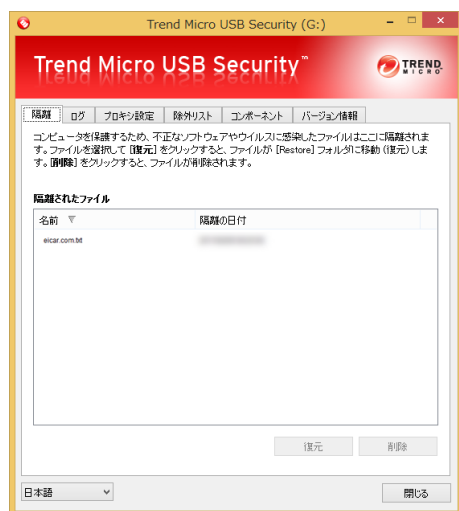 Trend Micro USB Security (G:)
Trend Micro USB Security™
TREND
MICRO
隔離 ログ プロキシ設定 除外リスト コンポーネント バージョン情報
コンピュータを保護するため、不正なソフトウェアやウイルスに感染したファイルはここに隔離されま
す。ファイルを選択して [復元] をクリックすると、ファイルが [Restore] フォルダに移動 (復元) しま
す。[削除] をクリックすると、ファイルが削除されます。
隔離されたファイル
名前 隔離の日付
eicar.com.txt
復元 削除
日本語 閉じる